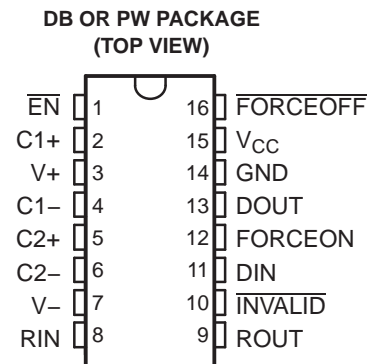 DB OR PW PACKAGE
(TOP VIEW)
EN 1 16 FORCEOFF
C1+ 2 15 VCC
V+ 3 14 GND
C1− 4 13 DOUT
C2+ 5 12 FORCEON
C2− 6 11 DIN
V− 7 10 INVALID
RIN 8 9 ROUT